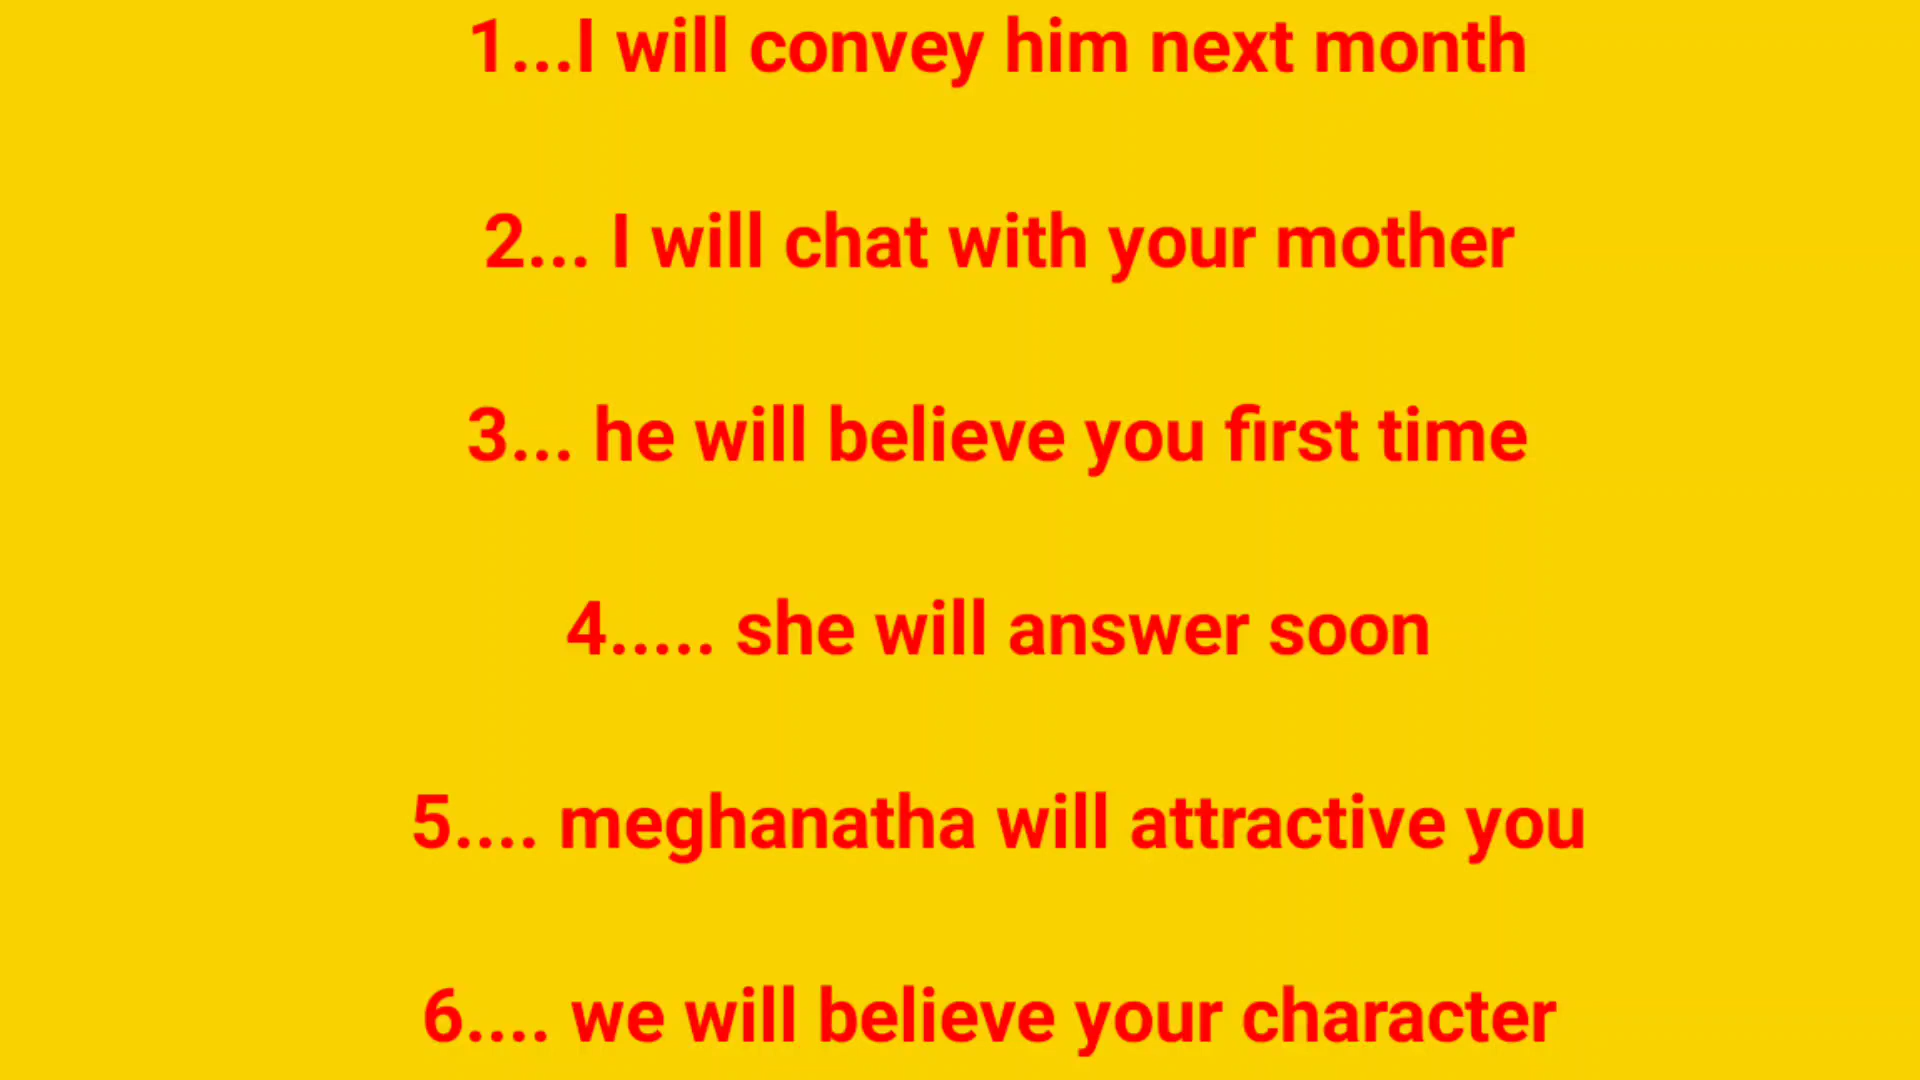 1...I will convey him next month
2... I will chat with your mother
3... he will believe you first time
4..... she will answer soon
5.... meghanatha will attractive you
6.... we will believe your character